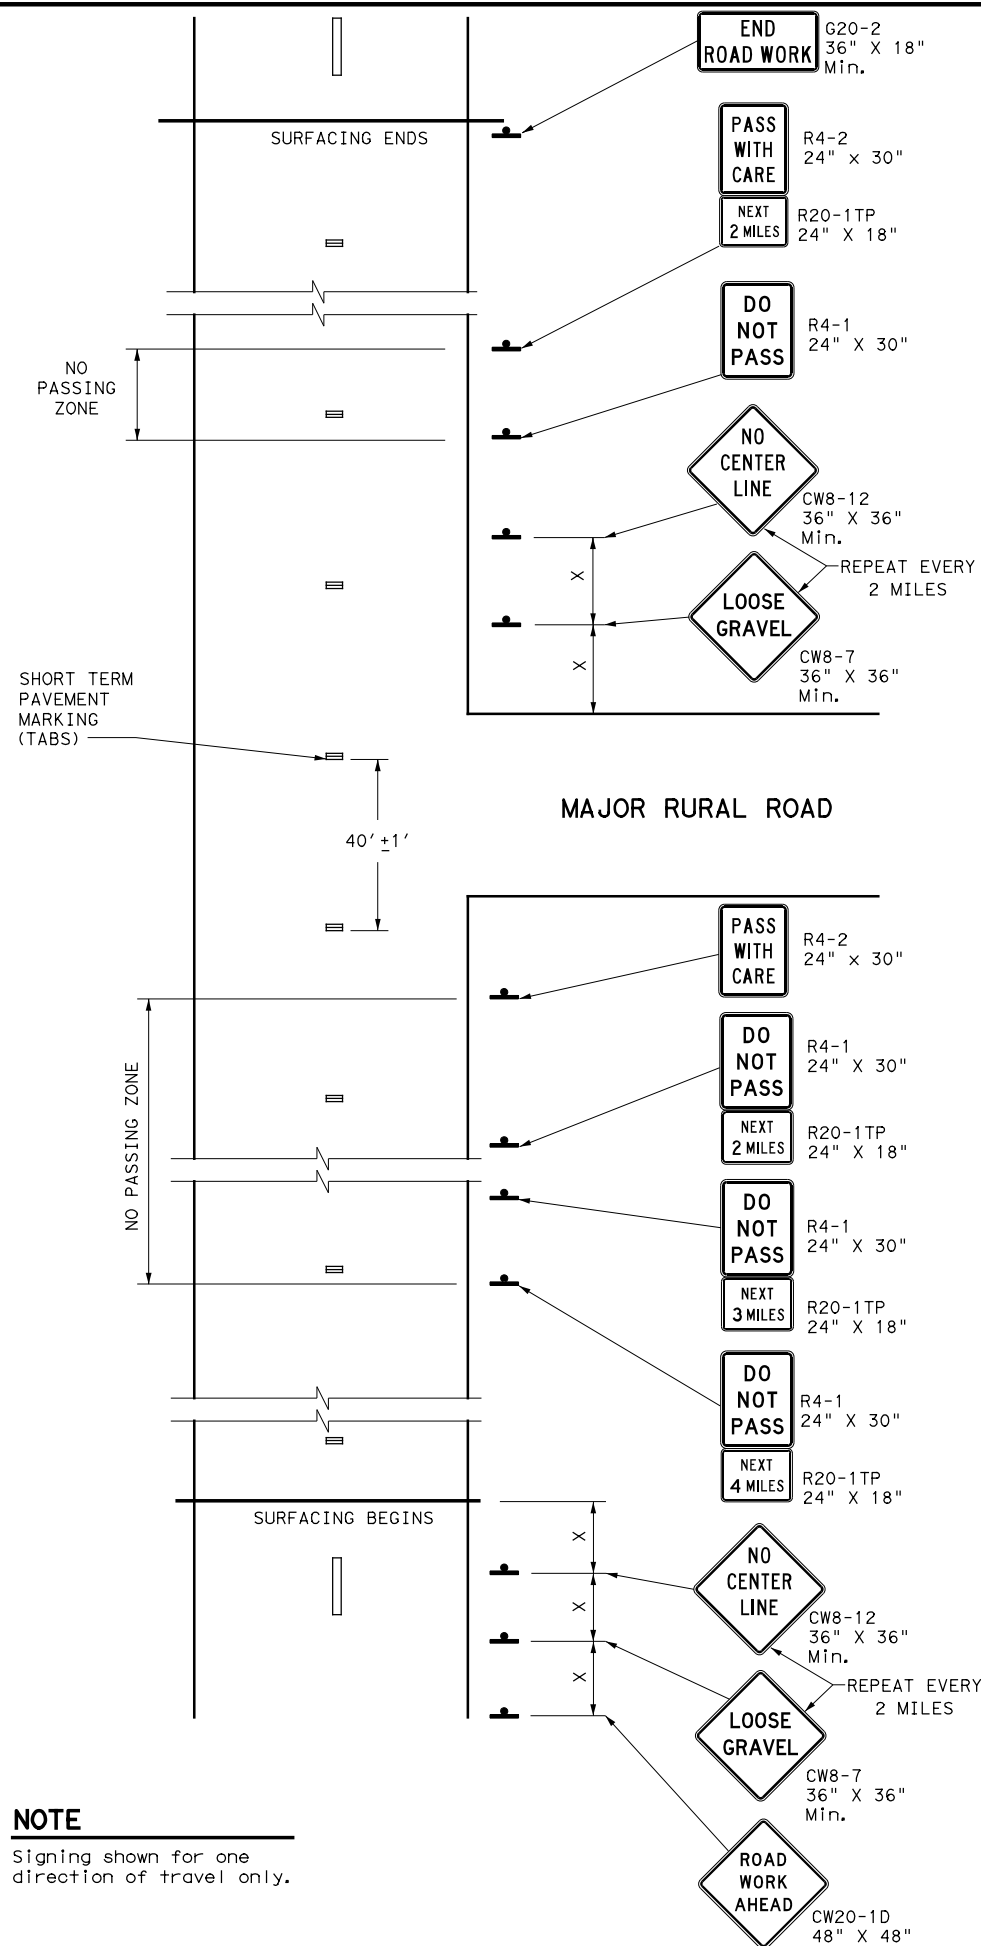 END
ROAD WORK
G20-2
36" X 18"
Min.
SURFACING ENDS
PASS
WITH
CARE
R4-2
24" x 30"
NEXT
2 MILES
R20-1TP
24" X 18"
DO
NOT
PASS
R4-1
24" X 30"
NO
PASSING
ZONE
NO
CENTER
LINE
CW8-12
36" X 36"
Min.
REPEAT EVERY
2 MILES
X
LOOSE
GRAVEL
CW8-7
36" X 36"
Min.
X
SHORT TERM
PAVEMENT
MARKING
(TABS)
MAJOR RURAL ROAD
40' ±1'
PASS
WITH
CARE
R4-2
24" x 30"
NO PASSING ZONE
DO
NOT
PASS
R4-1
24" X 30"
NEXT
2 MILES
R20-1TP
24" X 18"
DO
NOT
PASS
R4-1
24" X 30"
NEXT
3 MILES
R20-1TP
24" X 18"
DO
NOT
PASS
R4-1
24" X 30"
NEXT
4 MILES
R20-1TP
24" X 18"
SURFACING BEGINS
X
NO
CENTER
LINE
CW8-12
36" X 36"
Min.
X
REPEAT EVERY
2 MILES
X
LOOSE
GRAVEL
CW8-7
36" X 36"
Min.
NOTE
Signing shown for one
direction of travel only.
ROAD
WORK
AHEAD
CW20-1D
48" X 48"